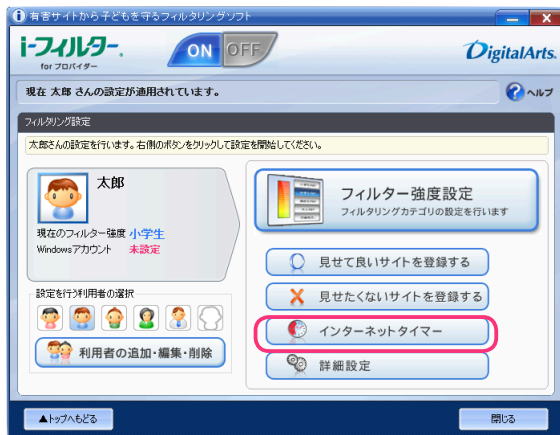 有害サイトから子どもを守るフィルタリングソフト
i-フィルター.
for プロバイダー
ON OFF
DigitalArts.
現在 太郎 さんの設定が適用されています。
ヘルプ
フィルタリング設定
太郎さんの設定を行います。右側のボタンをクリックして設定を開始してください。
太郎
現在のフィルター強度 小学生
Windowsアカウント 未設定
設定を行う利用者の選択
利用者の追加・編集・削除
フィルター強度設定
フィルタリングカテゴリの設定を行います
見せて良いサイトを登録する
見せたくないサイトを登録する
インターネットタイマー
詳細設定
▲トップへもどる
閉じる